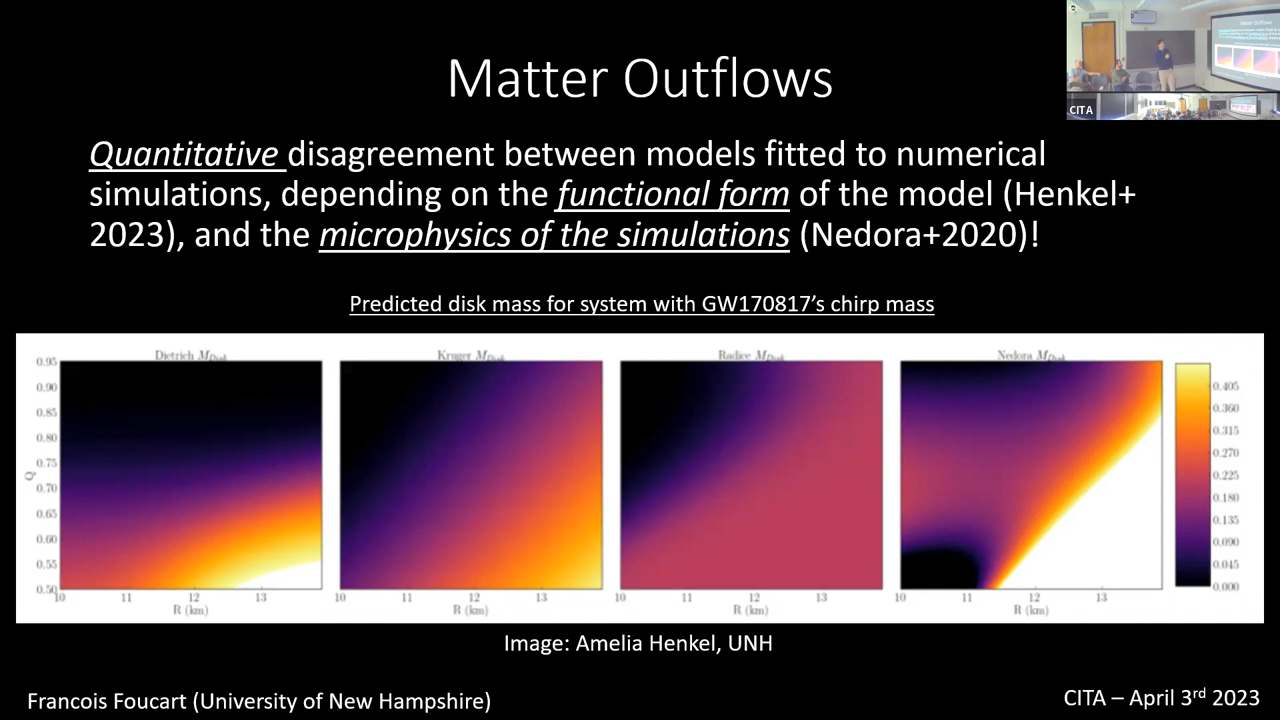 Matter Outflows
CITA
Quantitative disagreement between models fitted to numerical
simulations, depending on the functional form of the model (Henkel+
2023), and the microphysics of the simulations (Nedora+2020)!
Predicted disk mass for system with GW170817’s chirp mass
Dietrich M_Disk Kruger M_Disk Radice M_Disk Nedora M_Disk
0.95
0.90
0.85
0.80
0.75
0.70
0.65
0.60
0.55
0.50
Q
10 11 12 13
R (km)
10 11 12 13
R (km)
10 11 12 13
R (km)
10 11 12 13
R (km)
0.405
0.360
0.315
0.270
0.225
0.180
0.135
0.090
0.045
0.000
Image: Amelia Henkel, UNH
Francois Foucart (University of New Hampshire)
CITA – April 3rd 2023